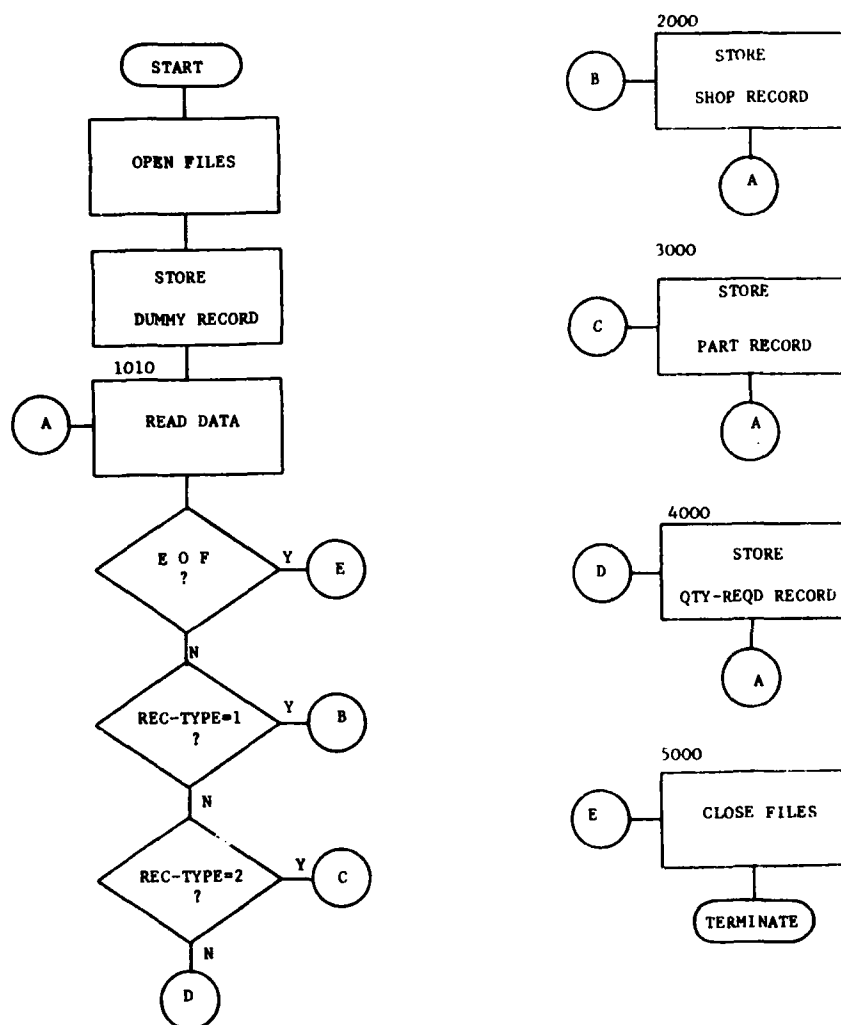 START
OPEN FILES
STORE
DUMMY RECORD
1010
A
READ DATA
E O F
?
Y
E
N
REC-TYPE=1
?
Y
B
N
REC-TYPE=2
?
Y
C
N
D
2000
B
STORE
SHOP RECORD
A
3000
C
STORE
PART RECORD
A
4000
D
STORE
QTY-REQD RECORD
A
5000
E
CLOSE FILES
TERMINATE